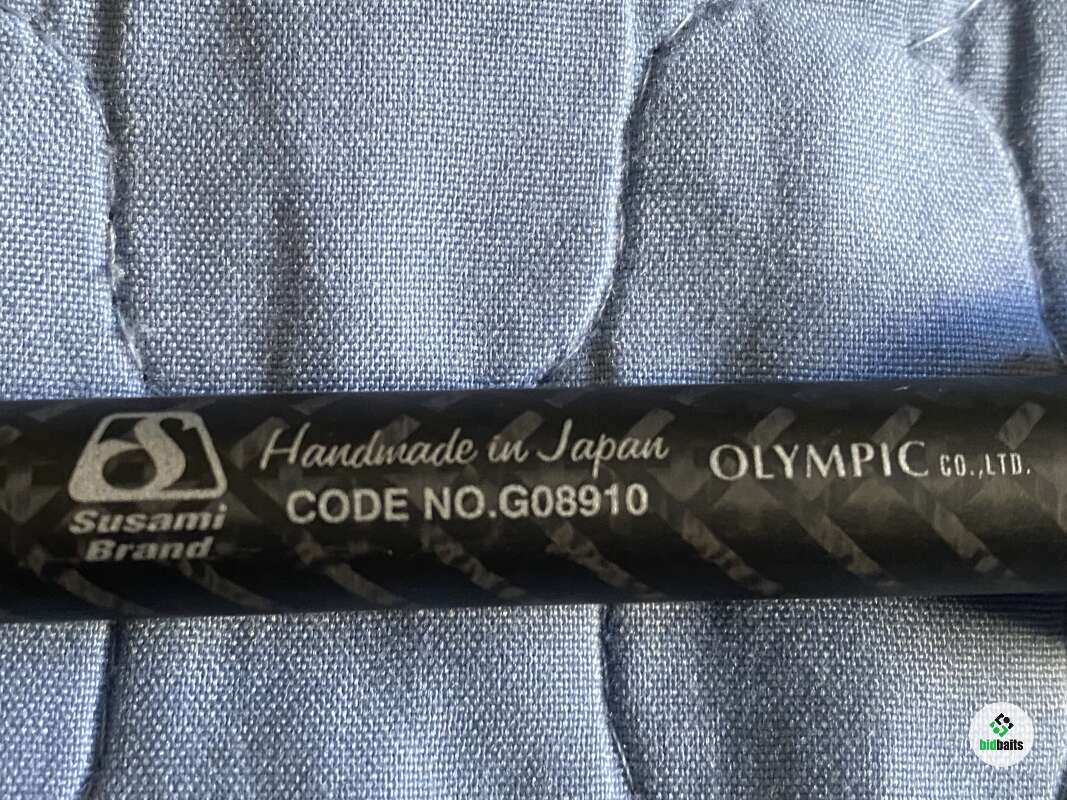 Susami
Brand
Handmade in Japan
CODE NO.G08910
OLYMPIC CO.,LTD.
bidbaits